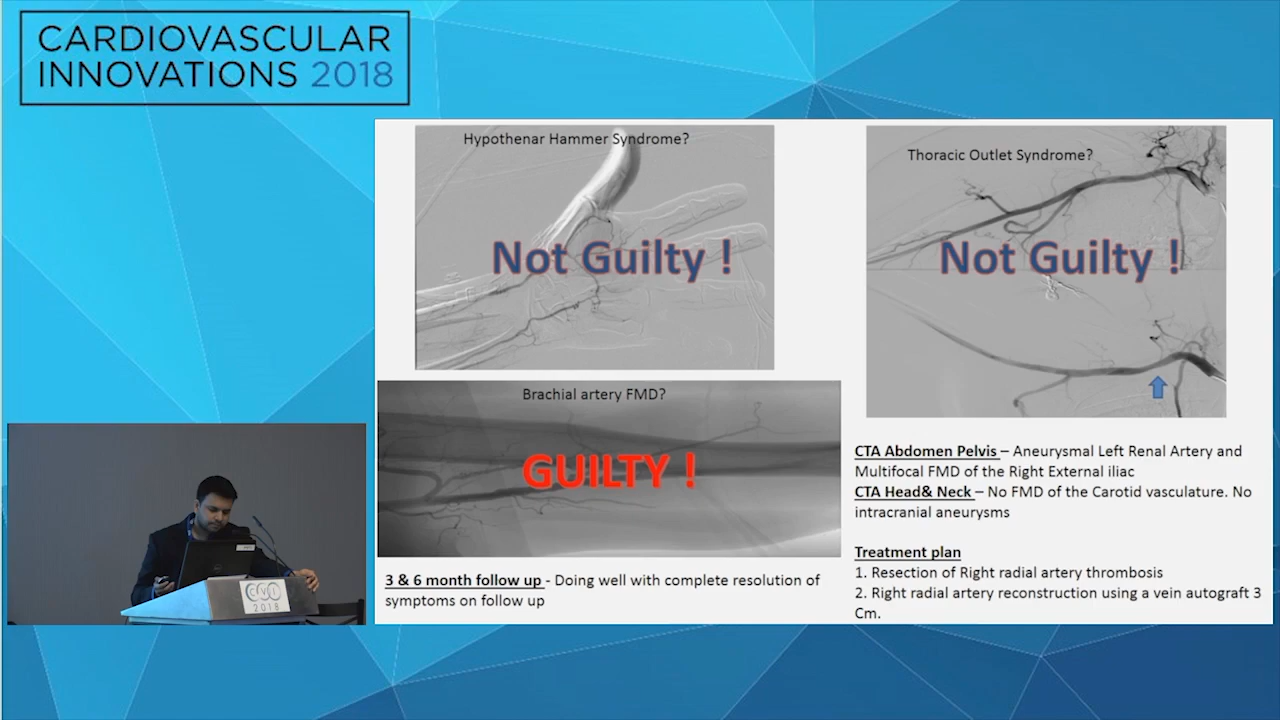 CARDIOVASCULAR
INNOVATIONS 2018
Hypothenar Hammer Syndrome?
Not Guilty !
Thoracic Outlet Syndrome?
Not Guilty !
Brachial artery FMD?
GUILTY !
3 & 6 month follow up - Doing well with complete resolution of
symptoms on follow up
CTA Abdomen Pelvis – Aneurysmal Left Renal Artery and
Multifocal FMD of the Right External iliac
CTA Head& Neck – No FMD of the Carotid vasculature. No
intracranial aneurysms
Treatment plan
1. Resection of Right radial artery thrombosis
2. Right radial artery reconstruction using a vein autograft 3
Cm.
CVI
2018